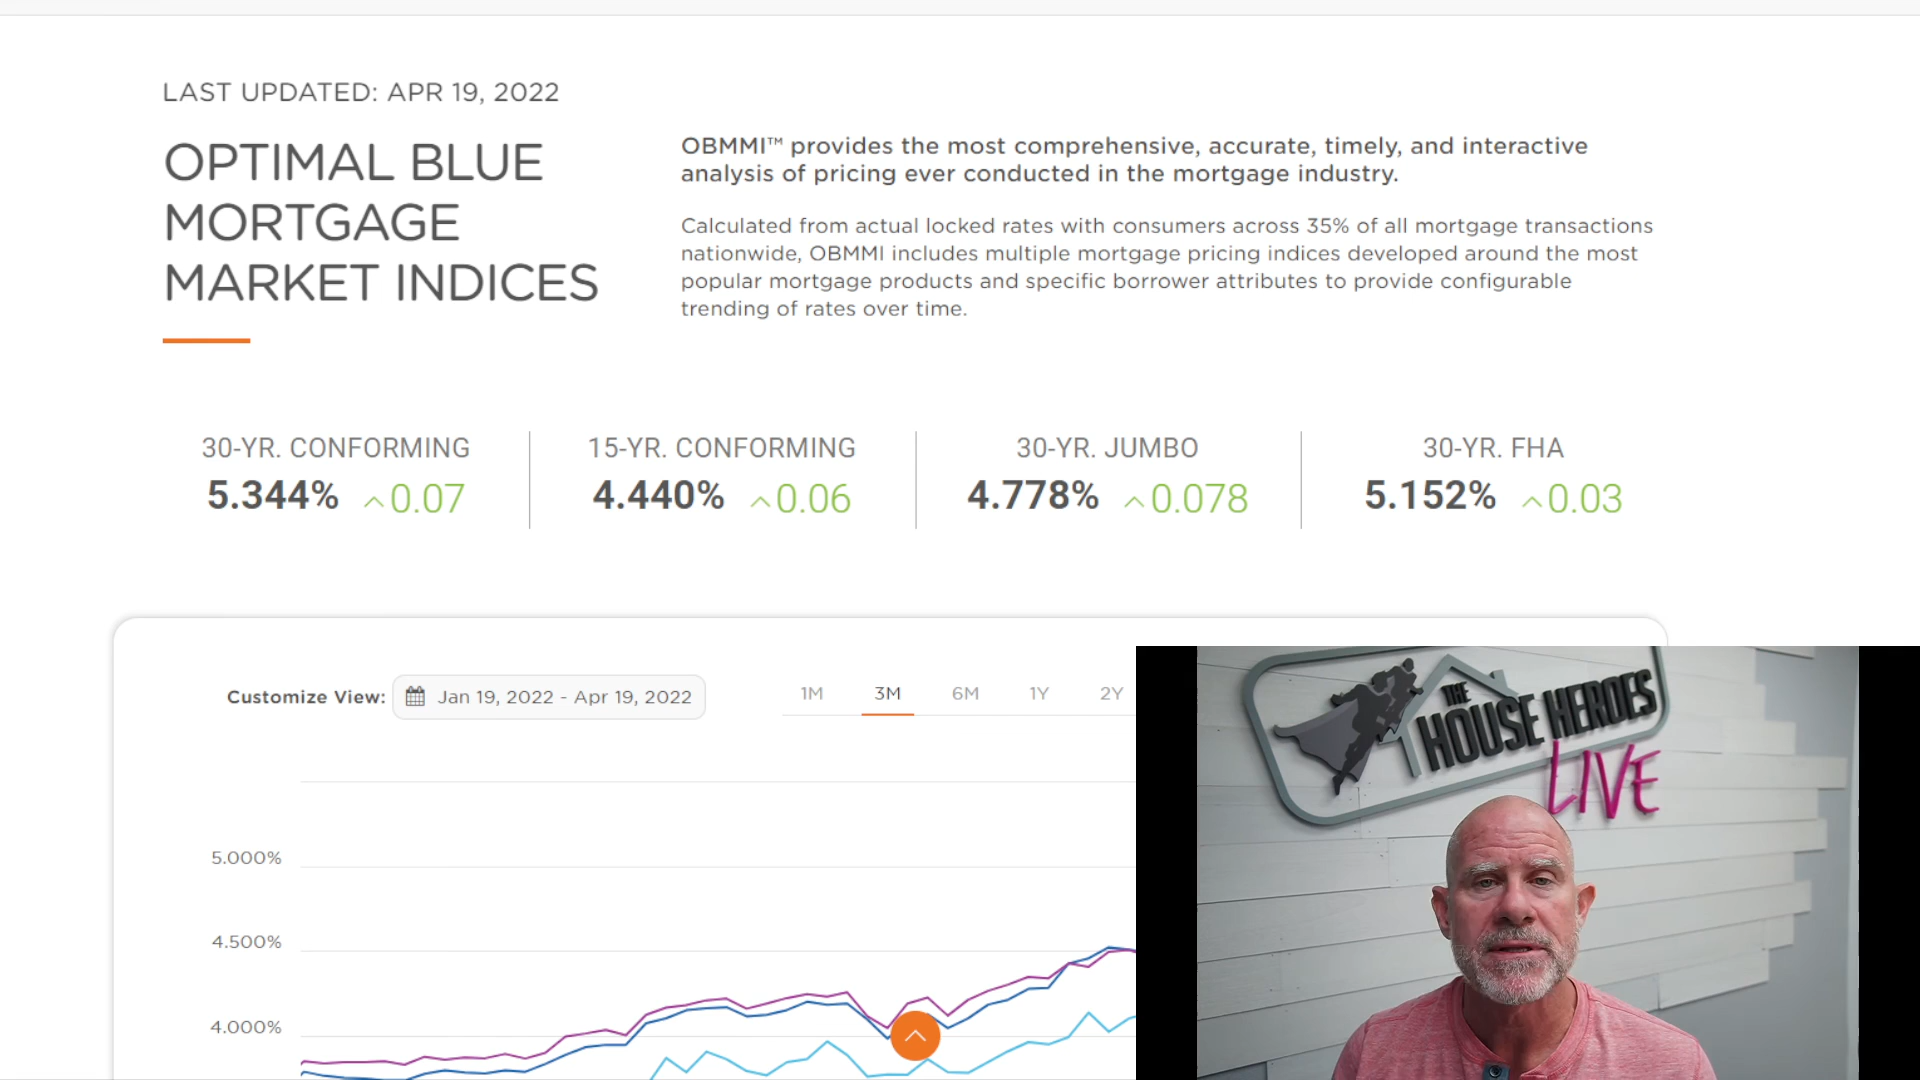 LAST UPDATED: APR 19, 2022
OPTIMAL BLUE
MORTGAGE
MARKET INDICES
OBMMI™ provides the most comprehensive, accurate, timely, and interactive
analysis of pricing ever conducted in the mortgage industry.
Calculated from actual locked rates with consumers across 35% of all mortgage transactions
nationwide, OBMMI includes multiple mortgage pricing indices developed around the most
popular mortgage products and specific borrower attributes to provide configurable
trending of rates over time.
30-YR. CONFORMING
5.344% 0.07
15-YR. CONFORMING
4.440% 0.06
30-YR. JUMBO
4.778% 0.078
30-YR. FHA
5.152% 0.03
Customize View: Jan 19, 2022 - Apr 19, 2022
1M 3M 6M 1Y 2Y
5.000%
4.500%
4.000%
THE
HOUSE HEROES
LIVE